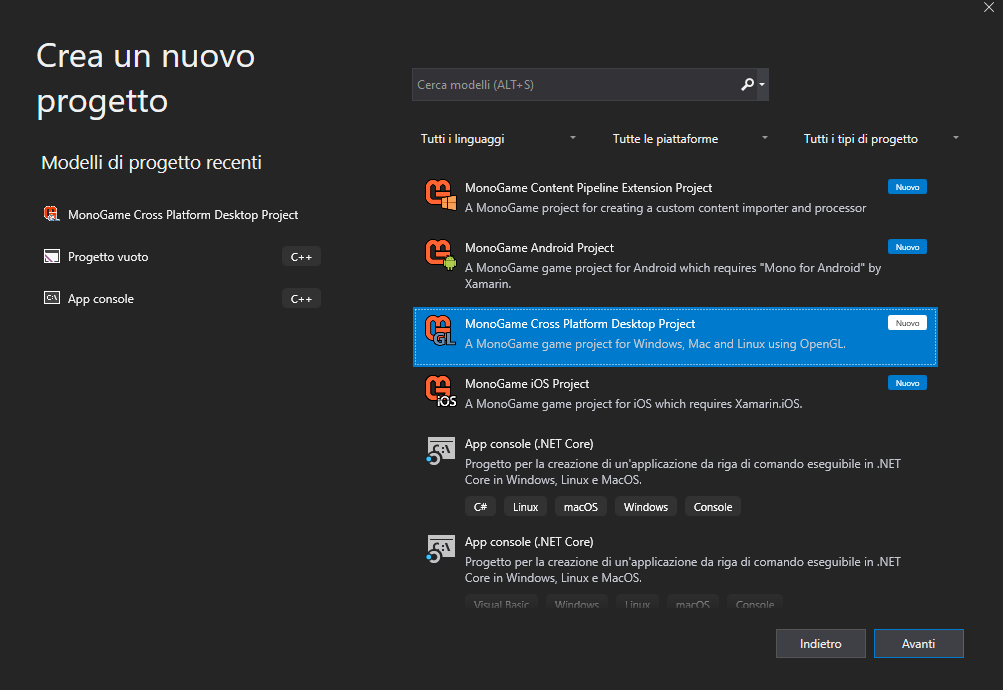 Crea un nuovo
progetto
Modelli di progetto recenti
MonoGame Cross Platform Desktop Project
Progetto vuoto
C++
App console
C++
Cerca modelli (ALT+S)
Tutti i linguaggi
Tutte le piattaforme
Tutti i tipi di progetto
MonoGame Content Pipeline Extension Project
Nuovo
A MonoGame project for creating a custom content importer and processor
MonoGame Android Project
Nuovo
A MonoGame game project for Android which requires "Mono for Android" by
Xamarin.
MonoGame Cross Platform Desktop Project
Nuovo
GL
A MonoGame game project for Windows, Mac and Linux using OpenGL.
MonoGame iOS Project
Nuovo
iOS
A MonoGame game project for iOS which requires Xamarin.iOS.
App console (.NET Core)
Progetto per la creazione di un'applicazione da riga di comando eseguibile in .NET
Core in Windows, Linux e MacOS.
C# Linux macOS Windows Console
App console (.NET Core)
Progetto per la creazione di un'applicazione da riga di comando eseguibile in .NET
Core in Windows, Linux e MacOS.
Visual Basic Windows Linux macOS Console
Indietro
Avanti